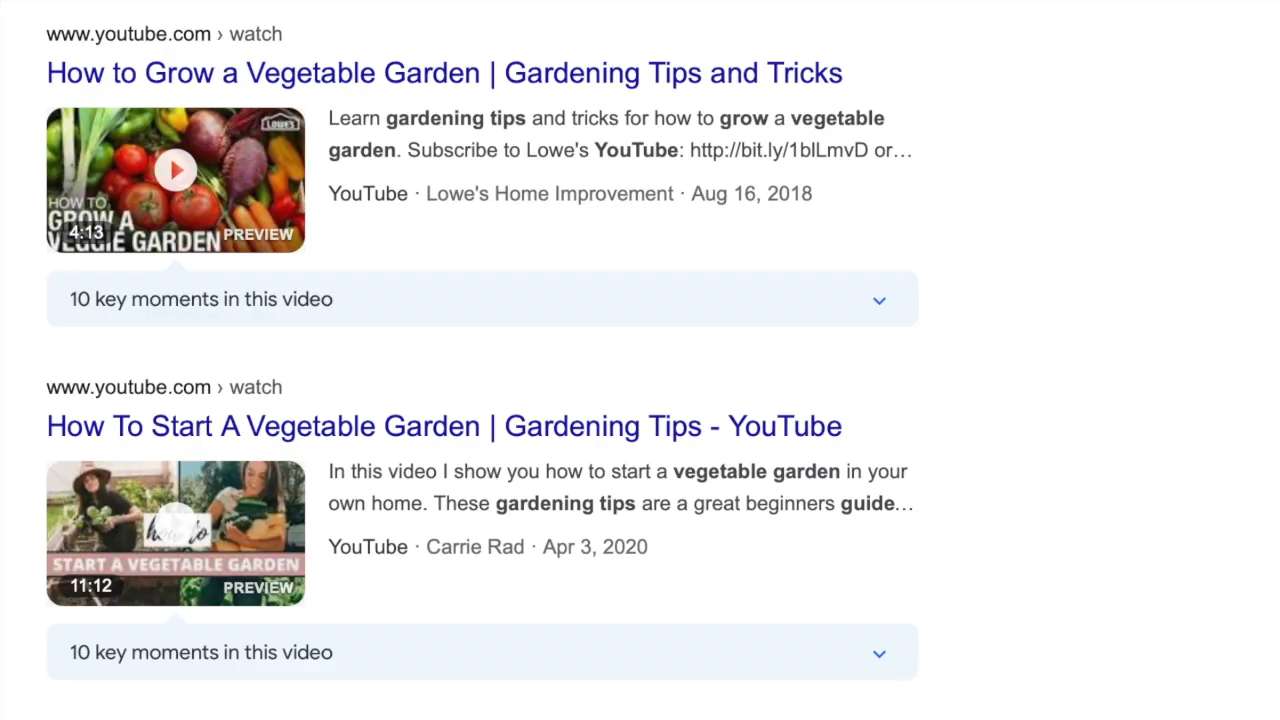 www.youtube.com › watch
How to Grow a Vegetable Garden | Gardening Tips and Tricks
LOWE'S
HOW TO
GROW A
VEGGIE GARDEN
4:13
PREVIEW
Learn gardening tips and tricks for how to grow a vegetable
garden. Subscribe to Lowe's YouTube: http://bit.ly/1blLmvD or...
YouTube · Lowe's Home Improvement · Aug 16, 2018
10 key moments in this video
www.youtube.com › watch
How To Start A Vegetable Garden | Gardening Tips - YouTube
how to
START A VEGETABLE GARDEN
11:12
PREVIEW
In this video I show you how to start a vegetable garden in your
own home. These gardening tips are a great beginners guide...
YouTube · Carrie Rad · Apr 3, 2020
10 key moments in this video